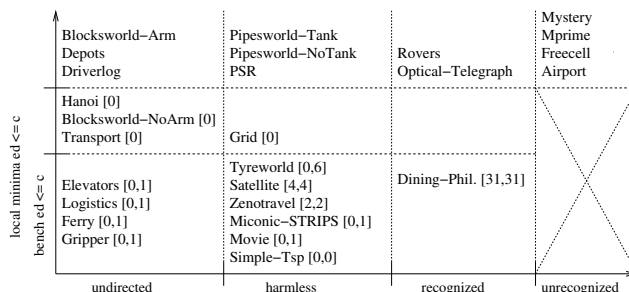 local minima ed <= c
bench ed <= c
Blocksworld−Arm
Depots
Driverlog
Pipesworld−Tank
Pipesworld−NoTank
PSR
Rovers
Optical−Telegraph
Mystery
Mprime
Freecell
Airport
Hanoi [0]
Blocksworld−NoArm [0]
Transport [0]
Grid [0]
Elevators [0,1]
Logistics [0,1]
Ferry [0,1]
Gripper [0,1]
Tyreworld [0,6]
Satellite [4,4]
Zenotravel [2,2]
Miconic−STRIPS [0,1]
Movie [0,1]
Simple−Tsp [0,0]
Dining−Phil. [31,31]
undirected
harmless
recognized
unrecognized